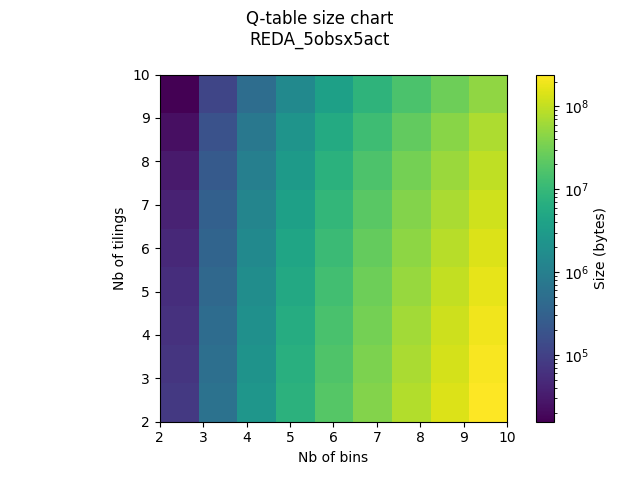 Q-table size chart
REDA_5obsx5act
10
9
8
7
6
5
4
3
2
Nb of tilings
2 3 4 5 6 7 8 9 10
Nb of bins
10^8
10^7
10^6
10^5
Size (bytes)